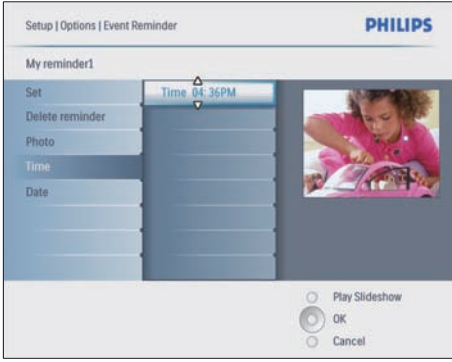 Setup | Options | Event Reminder
PHILIPS
My reminder1
Set
Time 04: 36PM
Delete reminder
Photo
Time
Date
Play Slideshow
OK
Cancel